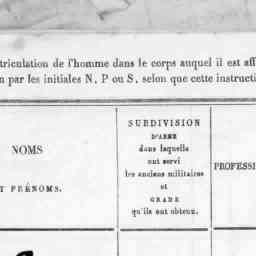 triculation de l'homme dans le corps auquel il est aff
n par les initiales N, P ou S, selon que cette instructi
NOMS
T PRÉNOMS.
SUBDIVISION
D'ARME
dans laquelle
ont servi
les anciens militaires
et
GRADE
qu'ils ont obtenu.
PROFESSI